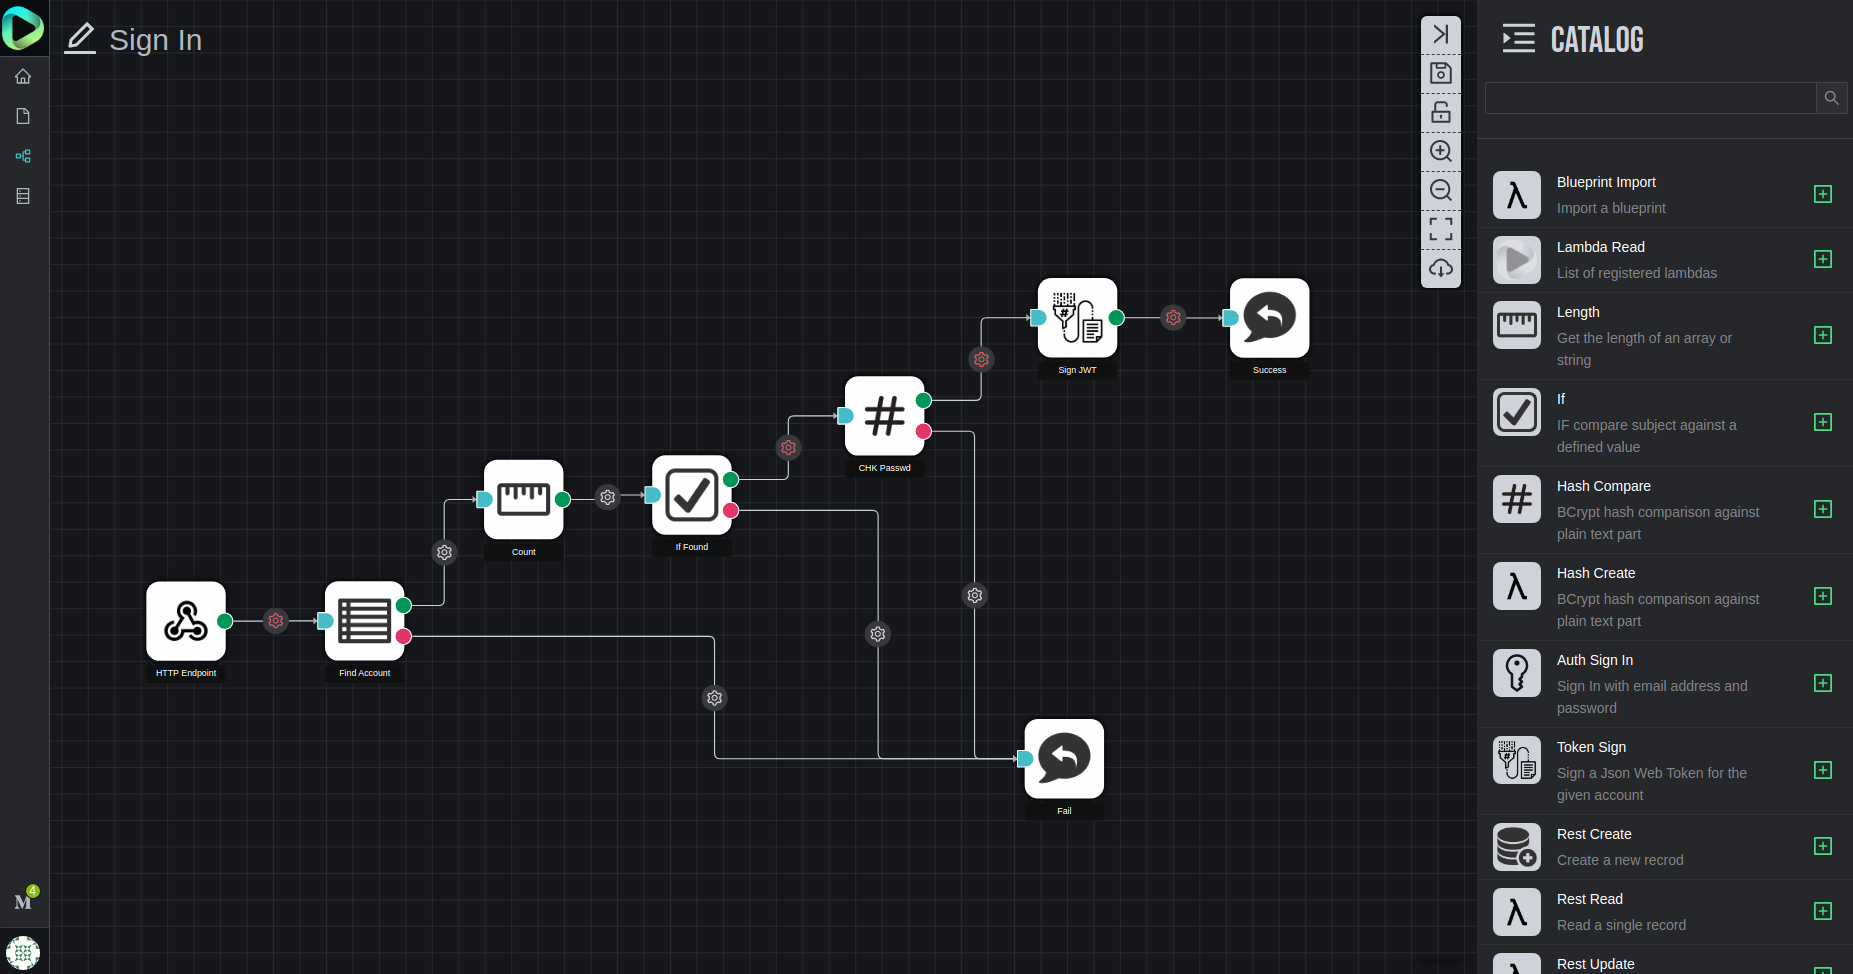 Sign In
HTTP Endpoint
Find Account
Count
If Found
CHK Passwd
Sign JWT
Success
Fail
M
4
CATALOG
Blueprint Import
Import a blueprint
Lambda Read
List of registered lambdas
Length
Get the length of an array or
string
If
IF compare subject against a
defined value
Hash Compare
BCrypt hash comparison against
plain text part
Hash Create
BCrypt hash comparison against
plain text part
Auth Sign In
Sign In with email address and
password
Token Sign
Sign a Json Web Token for the
given account
Rest Create
Create a new recrod
Rest Read
Read a single record
Rest Update